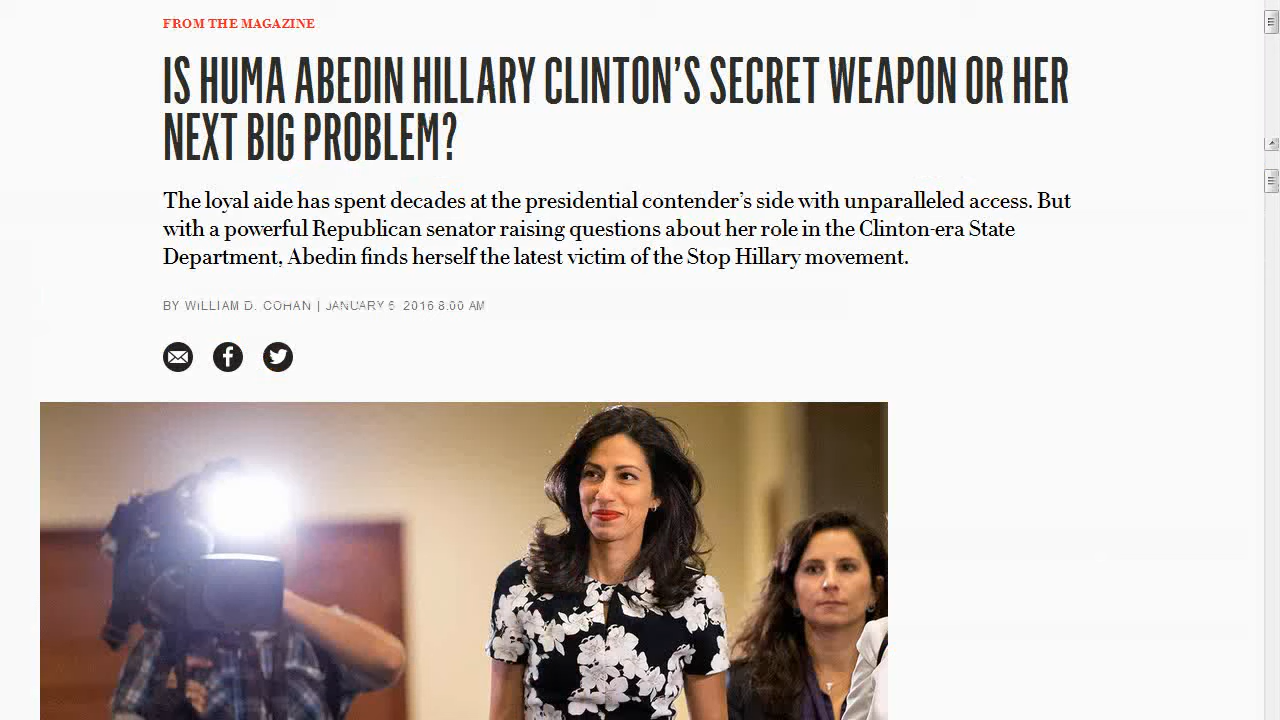 FROM THE MAGAZINE
IS HUMA ABEDIN HILLARY CLINTON'S SECRET WEAPON OR HER
NEXT BIG PROBLEM?
The loyal aide has spent decades at the presidential contender's side with unparalleled access. But
with a powerful Republican senator raising questions about her role in the Clinton-era State
Department, Abedin finds herself the latest victim of the Stop Hillary movement.
BY WILLIAM D. COHAN | JANUARY 6 2016 8:00 AM